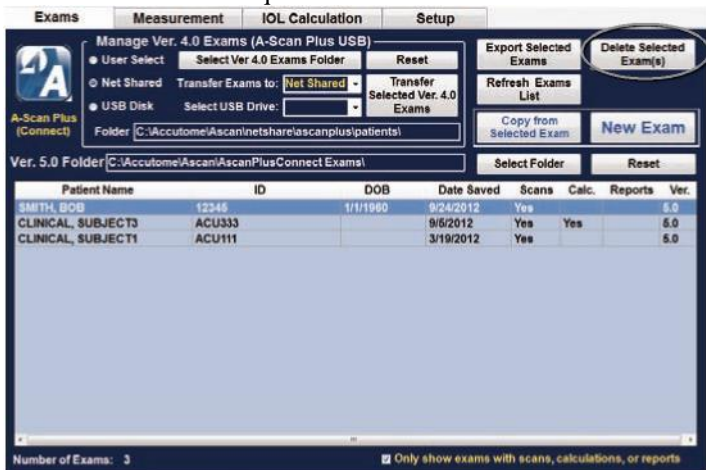 Exams Measurement IOL Calculation Setup
Manage Ver. 4.0 Exams (A-Scan Plus USB)
User Select Select Ver 4.0 Exams Folder Reset
Net Shared Transfer Exams to: Net Shared Transfer Selected Ver. 4.0 Exams
USB Disk Select USB Drive:
Folder C:\Accutome\Ascan\netshare\ascanplus\patients\
A-Scan Plus
(Connect)
Export Selected
Exams
Delete Selected
Exam(s)
Refresh Exams
List
Copy from
Selected Exam
New Exam
Ver. 5.0 Folder C:\Accutome\Ascan\AscanPlusConnect Exams\ Select Folder Reset
Patient Name ID DOB Date Saved Scans Calc. Reports Ver.
SMITH, BOB 12345 1/1/1960 9/24/2012 Yes 5.0
CLINICAL, SUBJECT3 ACU333 9/6/2012 Yes Yes 5.0
CLINICAL, SUBJECT1 ACU111 3/19/2012 Yes 5.0
Number of Exams: 3 Only show exams with scans, calculations, or reports